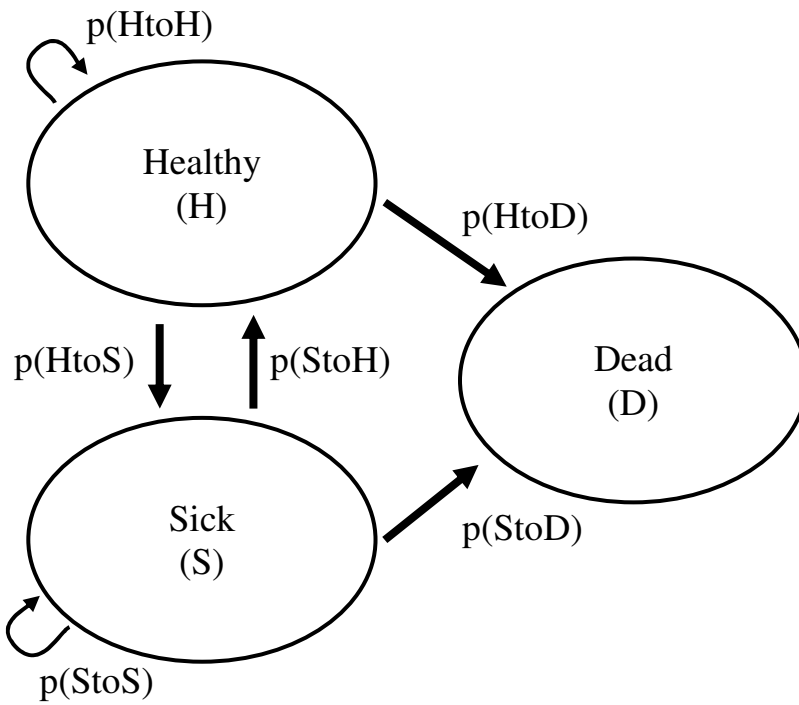 p(HtoH)
Healthy
(H)
p(HtoD)
p(HtoS)
p(StoH)
Dead
(D)
Sick
(S)
p(StoD)
p(StoS)